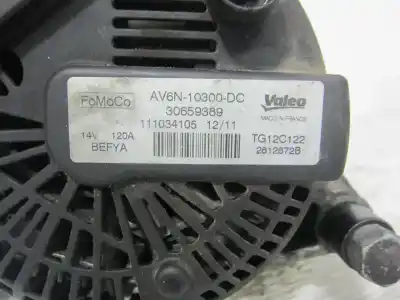 FoMoCo AV6N-10300-DC Valeo
30659389 MADE IN FRANCE
111034105 12/11
14V 120A TG12C122
BEFYA 2612872B